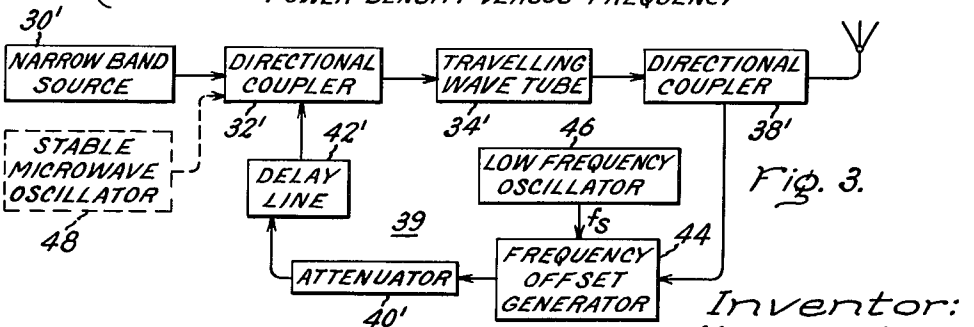 POWER DENSITY VERSUS FREQUENCY
30'
NARROW BAND
SOURCE
DIRECTIONAL
COUPLER
32'
TRAVELLING
WAVE TUBE
34'
DIRECTIONAL
COUPLER
38'
STABLE
MICROWAVE
OSCILLATOR
48
42'
DELAY
LINE
46
LOW FREQUENCY
OSCILLATOR
Fig. 3.
39
fs
44
FREQUENCY
OFFSET
GENERATOR
ATTENUATOR
40'
Inventor: